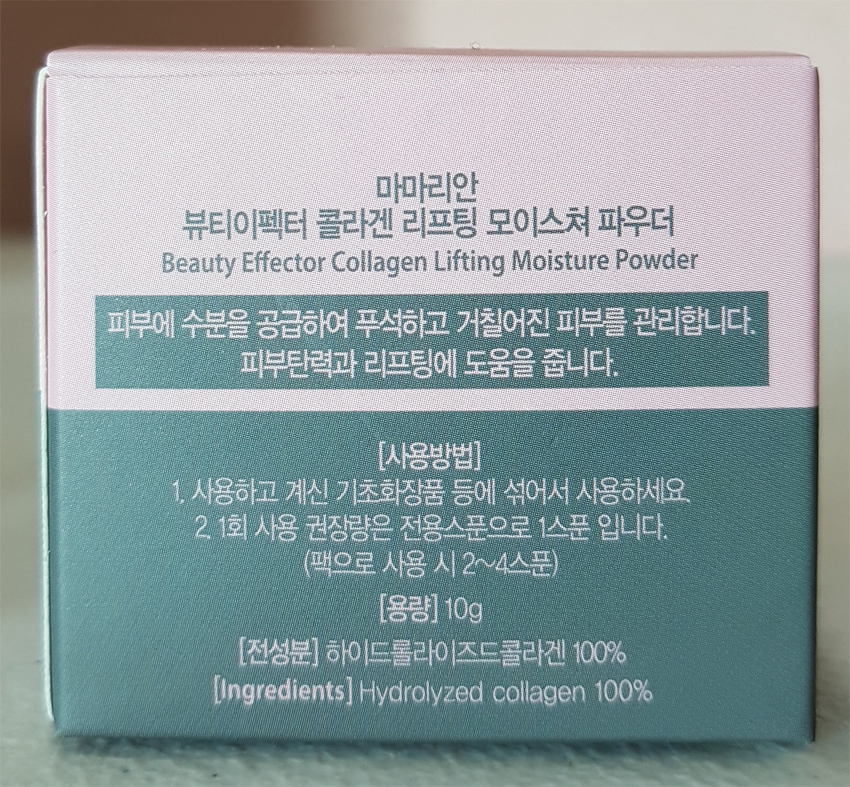 마마리안
뷰티이펙터 콜라겐 리프팅 모이스쳐 파우더
Beauty Effector Collagen Lifting Moisture Powder
피부에 수분을 공급하여 푸석하고 거칠어진 피부를 관리합니다.
피부탄력과 리프팅에 도움을 줍니다.
[사용방법]
1. 사용하고 계신 기초화장품 등에 섞어서 사용하세요.
2. 1회 사용 권장량은 전용스푼으로 1스푼 입니다.
(팩으로 사용 시 2~4스푼)
[용량] 10g
[전성분] 하이드롤라이즈드콜라겐 100%
[Ingredients] Hydrolyzed collagen 100%